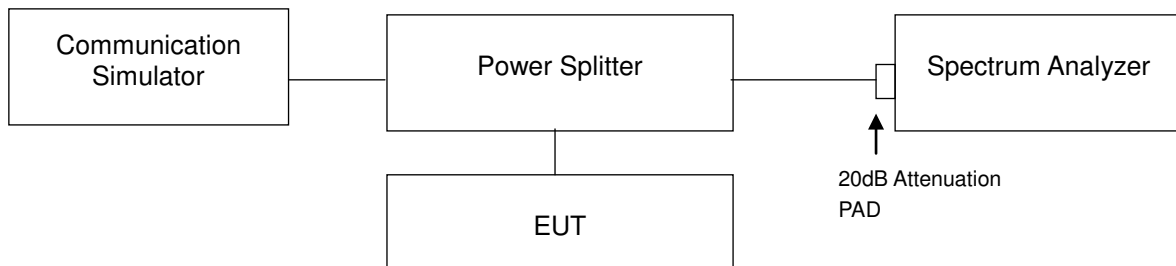 Communication
Simulator
Power Splitter
Spectrum Analyzer
20dB Attenuation
PAD
EUT